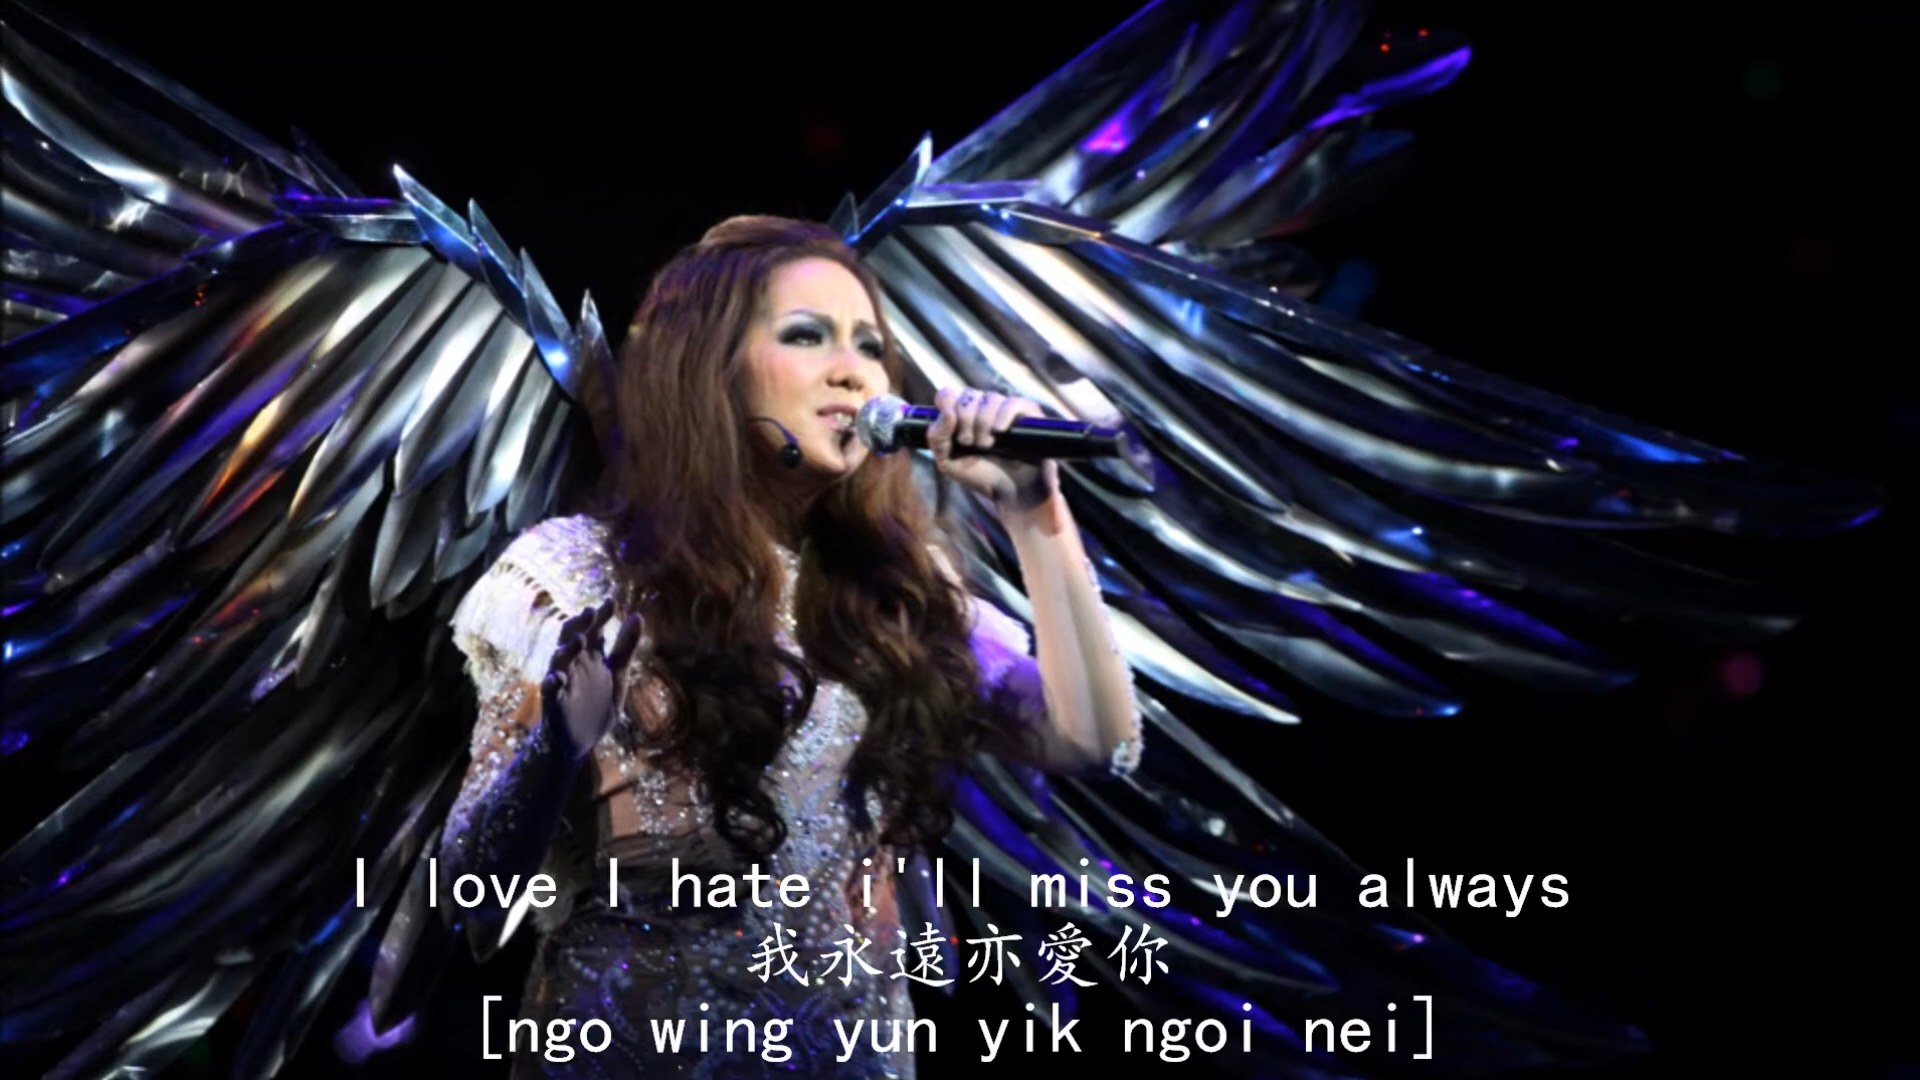 I love I hate i'll miss you always
我永遠亦愛你
[ngo wing yun yik ngoi nei]